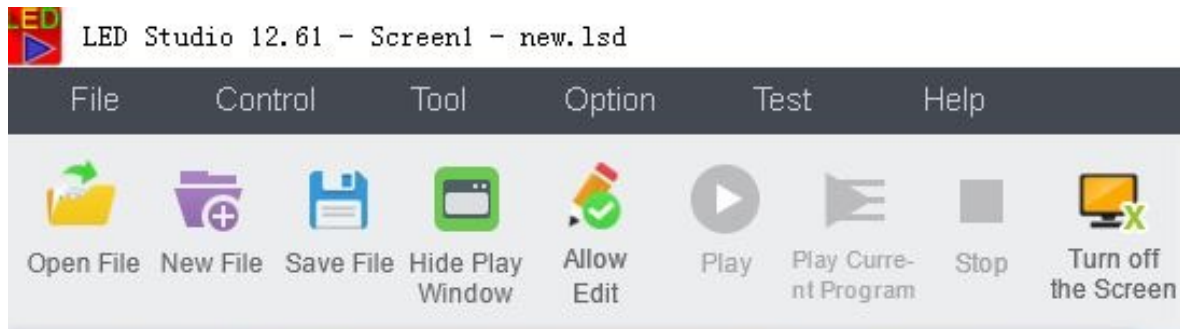 LED
LED Studio 12.61 - Screen1 - new.lsd
File Control Tool Option Test Help
Open File New File Save File Hide Play Window Allow Edit Play Play Curre-nt Program Stop Turn off the Screen
X